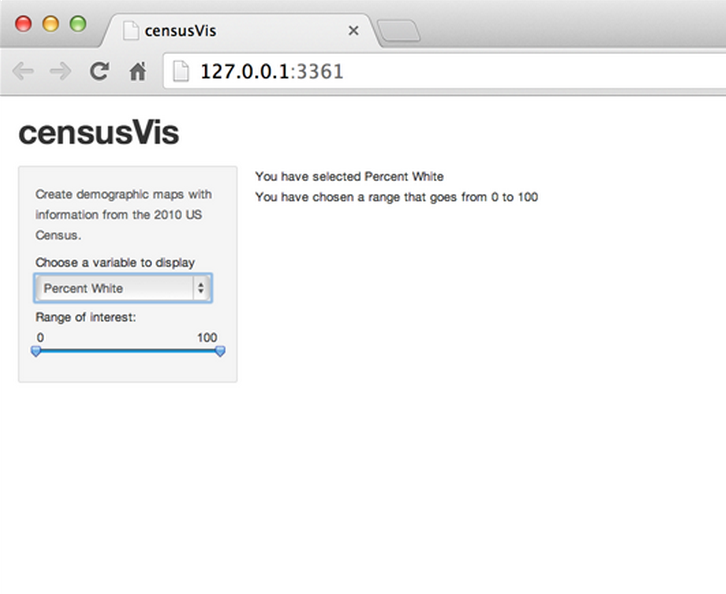 censusVis
127.0.0.1:3361
censusVis
Create demographic maps with
information from the 2010 US
Census.
Choose a variable to display
Percent White
Range of interest:
0 100
You have selected Percent White
You have chosen a range that goes from 0 to 100